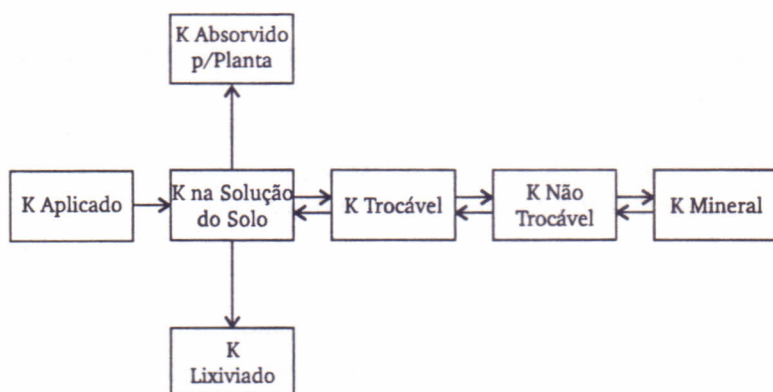 K Absorvido
p/Planta
K Aplicado
K na Solução
do Solo
K Trocável
K Não
Trocável
K Mineral
K
Lixiviado